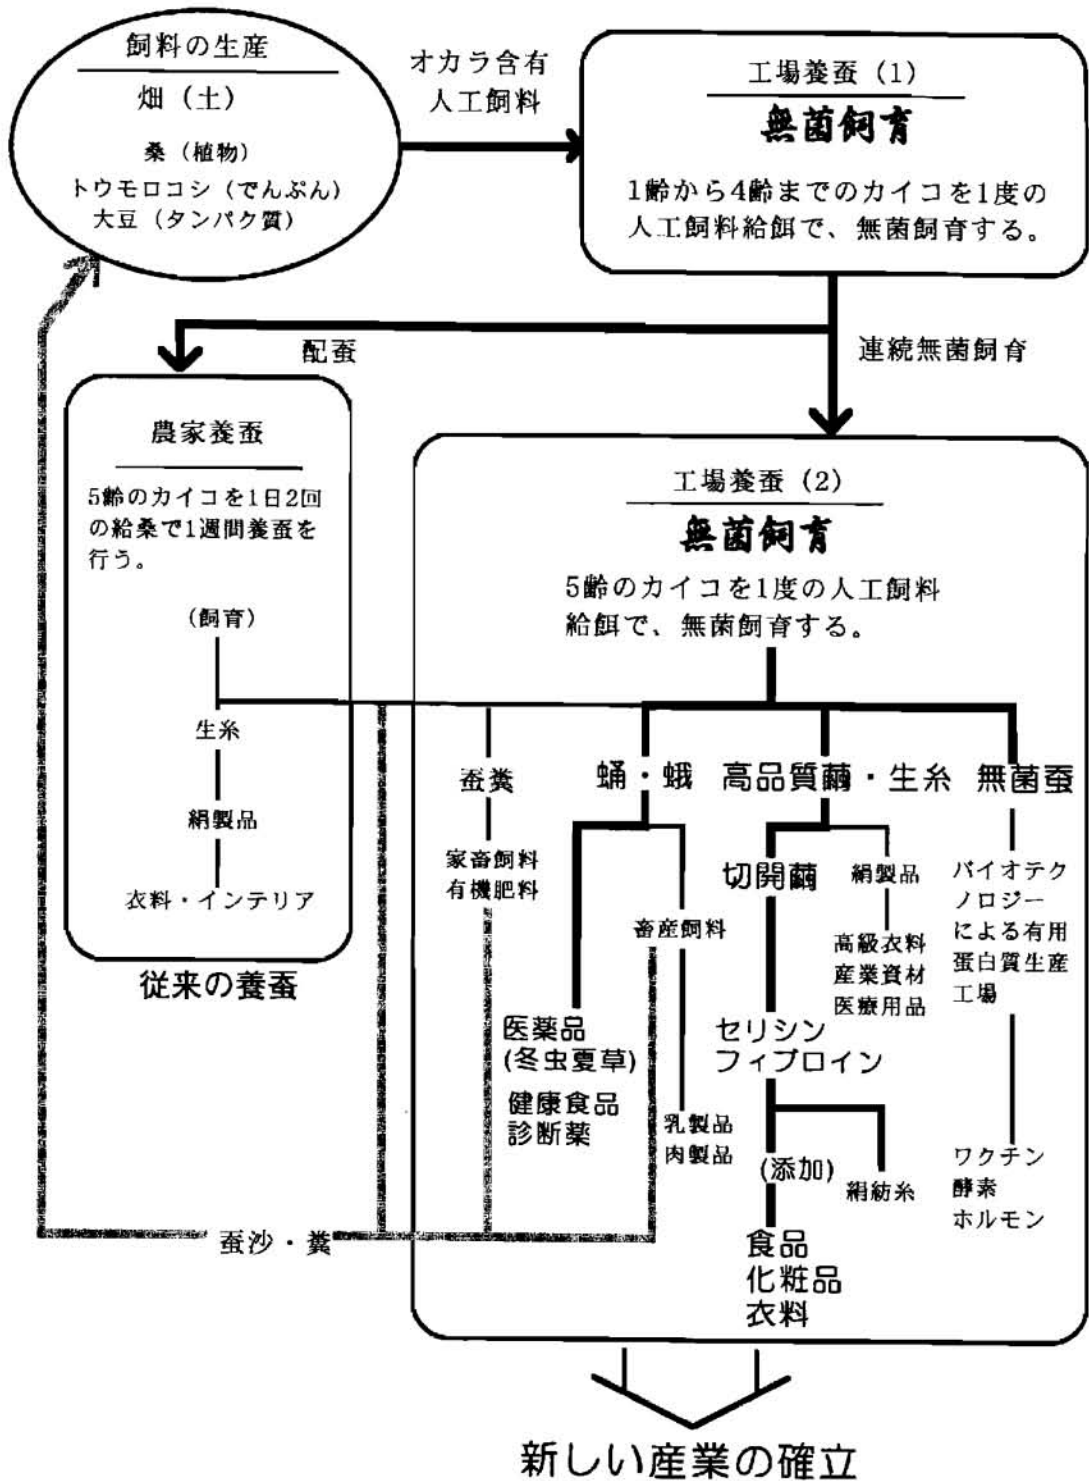 飼料の生産
畑（土）
桑（植物）
トウモロコシ（でんぷん）
大豆（タンパク質）
オカラ含有
人工飼料
工場養蚕（1）
無菌飼育
1齢から4齢までのカイコを1度の
人工飼料給餌で、無菌飼育する。
配蚕
連続無菌飼育
農家養蚕
5齢のカイコを1日2回
の給桑で1週間養蚕を
行う。
（飼育）
生糸
絹製品
衣料・インテリア
従来の養蚕
工場養蚕（2）
無菌飼育
5齢のカイコを1度の人工飼料
給餌で、無菌飼育する。
蚕糞
家畜飼料
有機肥料
蛹・蛾
医薬品
(冬虫夏草)
健康食品
診断薬
畜産飼料
乳製品
肉製品
高品質繭・生糸
切開繭
セリシン
フィブロイン
(添加)
食品
化粧品
衣料
絹紡糸
絹製品
高級衣料
産業資材
医療用品
無菌蚕
バイオテク
ノロジー
による有用
蛋白質生産
工場
ワクチン
酵素
ホルモン
蚕沙・糞
新しい産業の確立